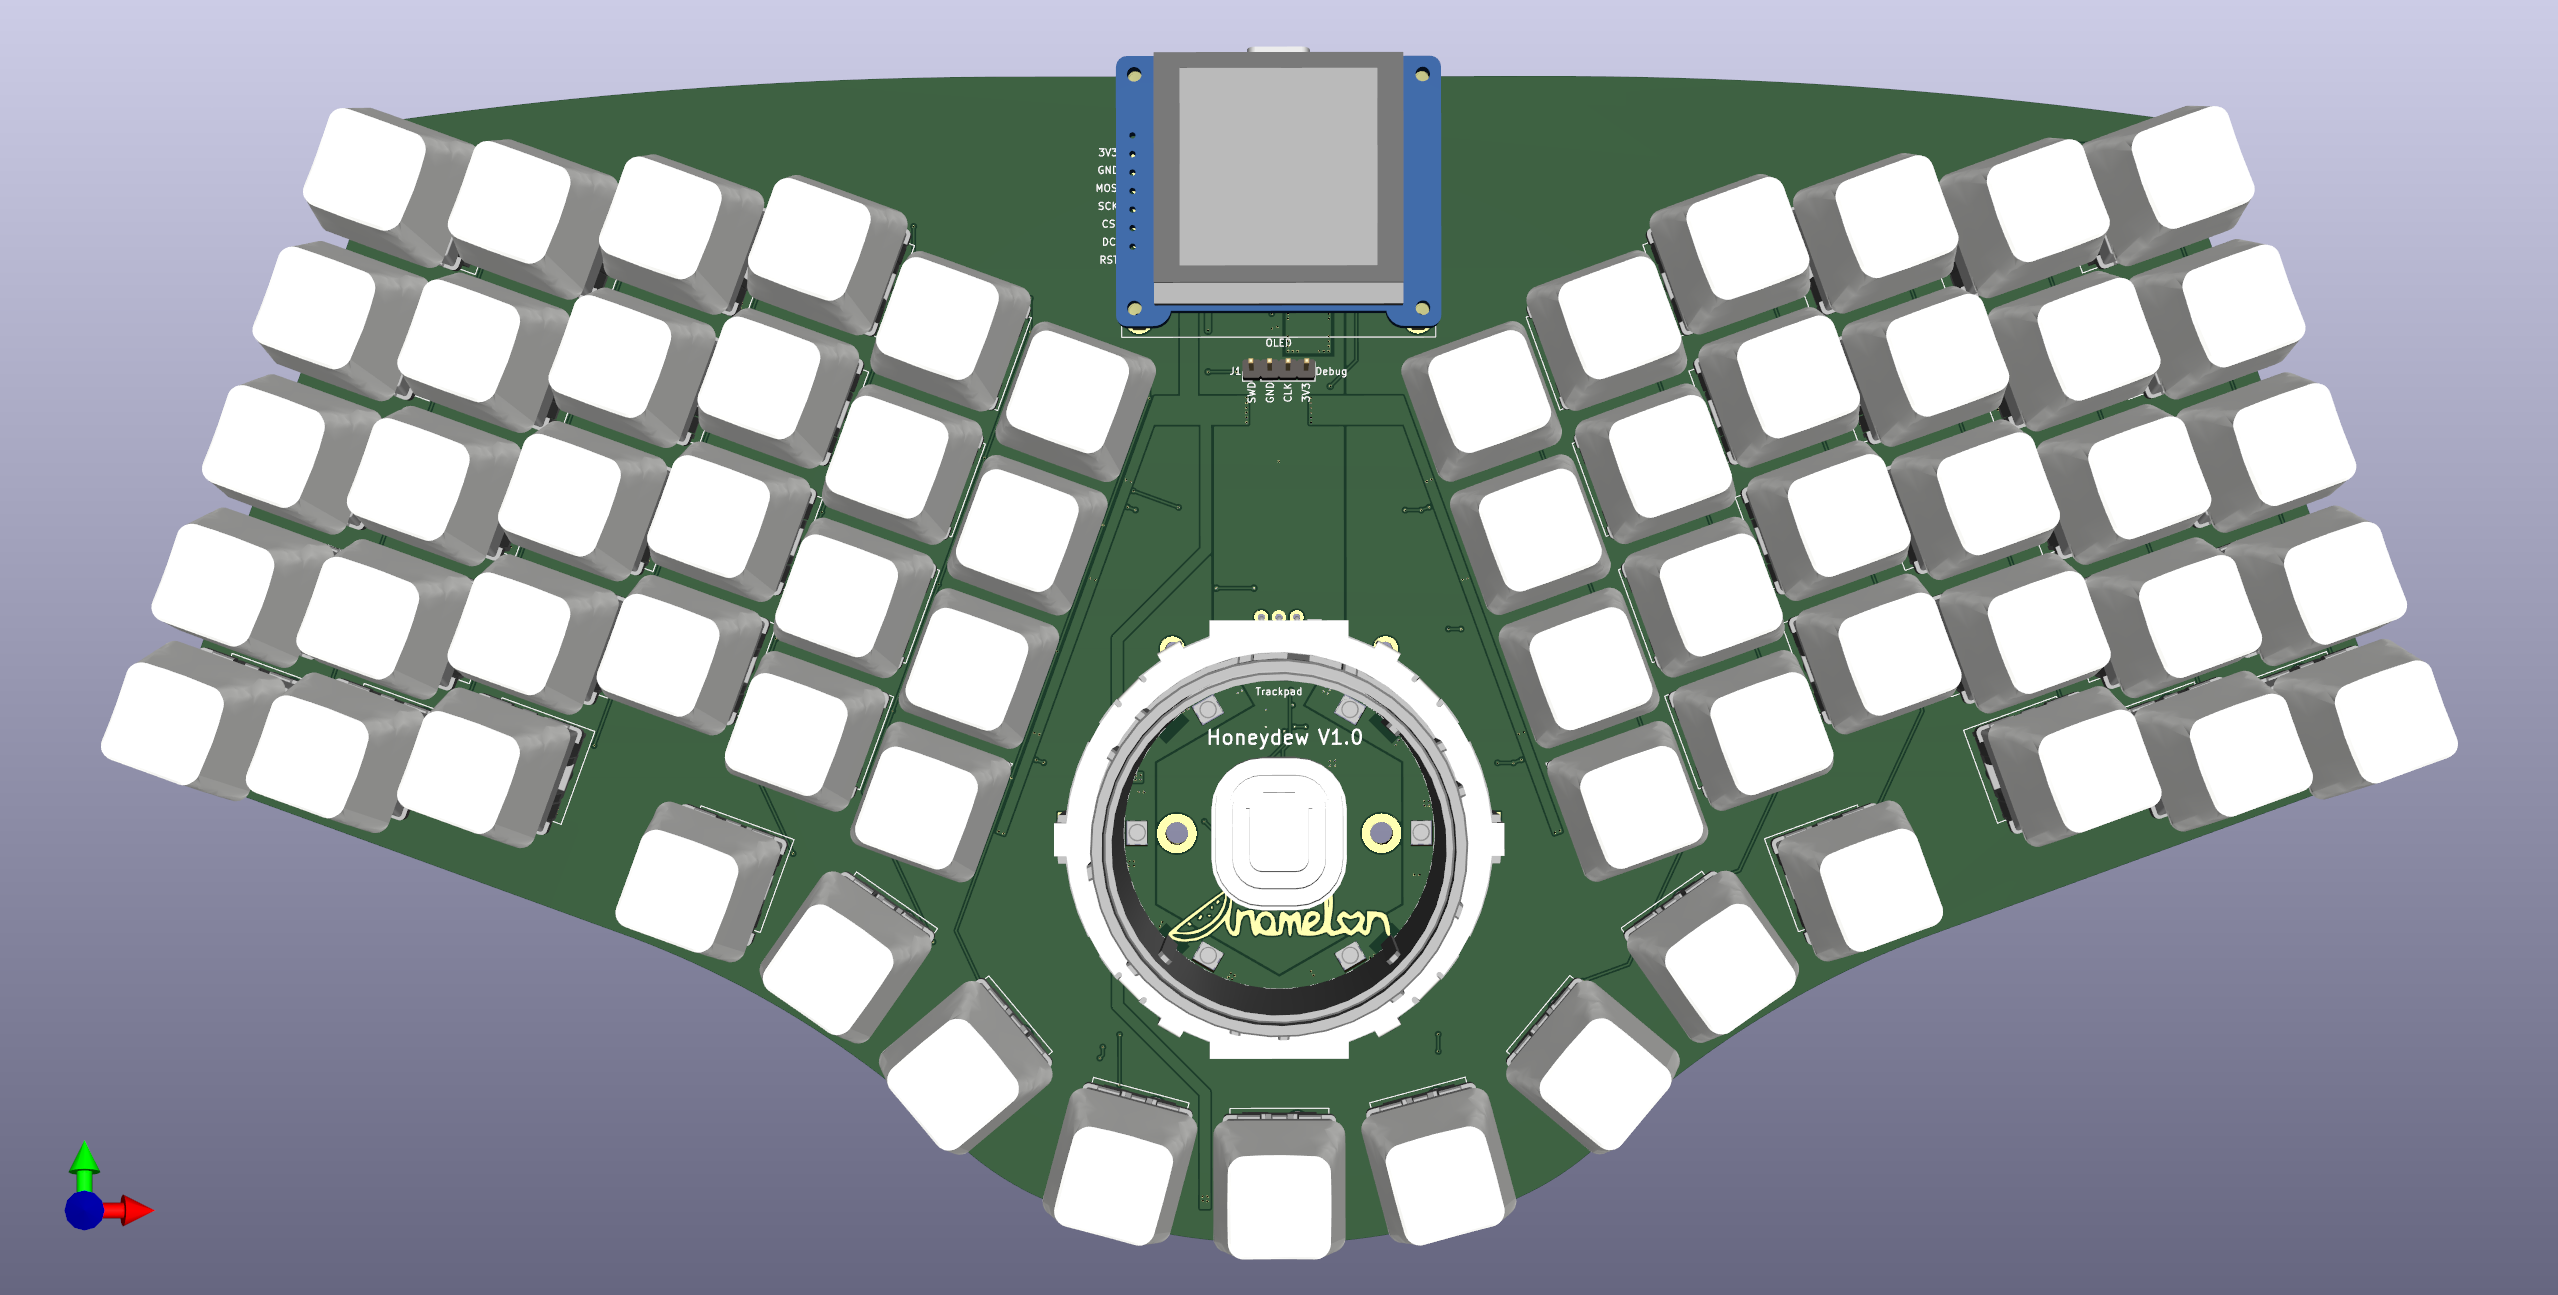 3V3
GND
MOS
SCK
CS
DC
RST
OLED
J1
Debug
SWD
GND
CLK
3V3
Trackpad
Honeydew V1.0